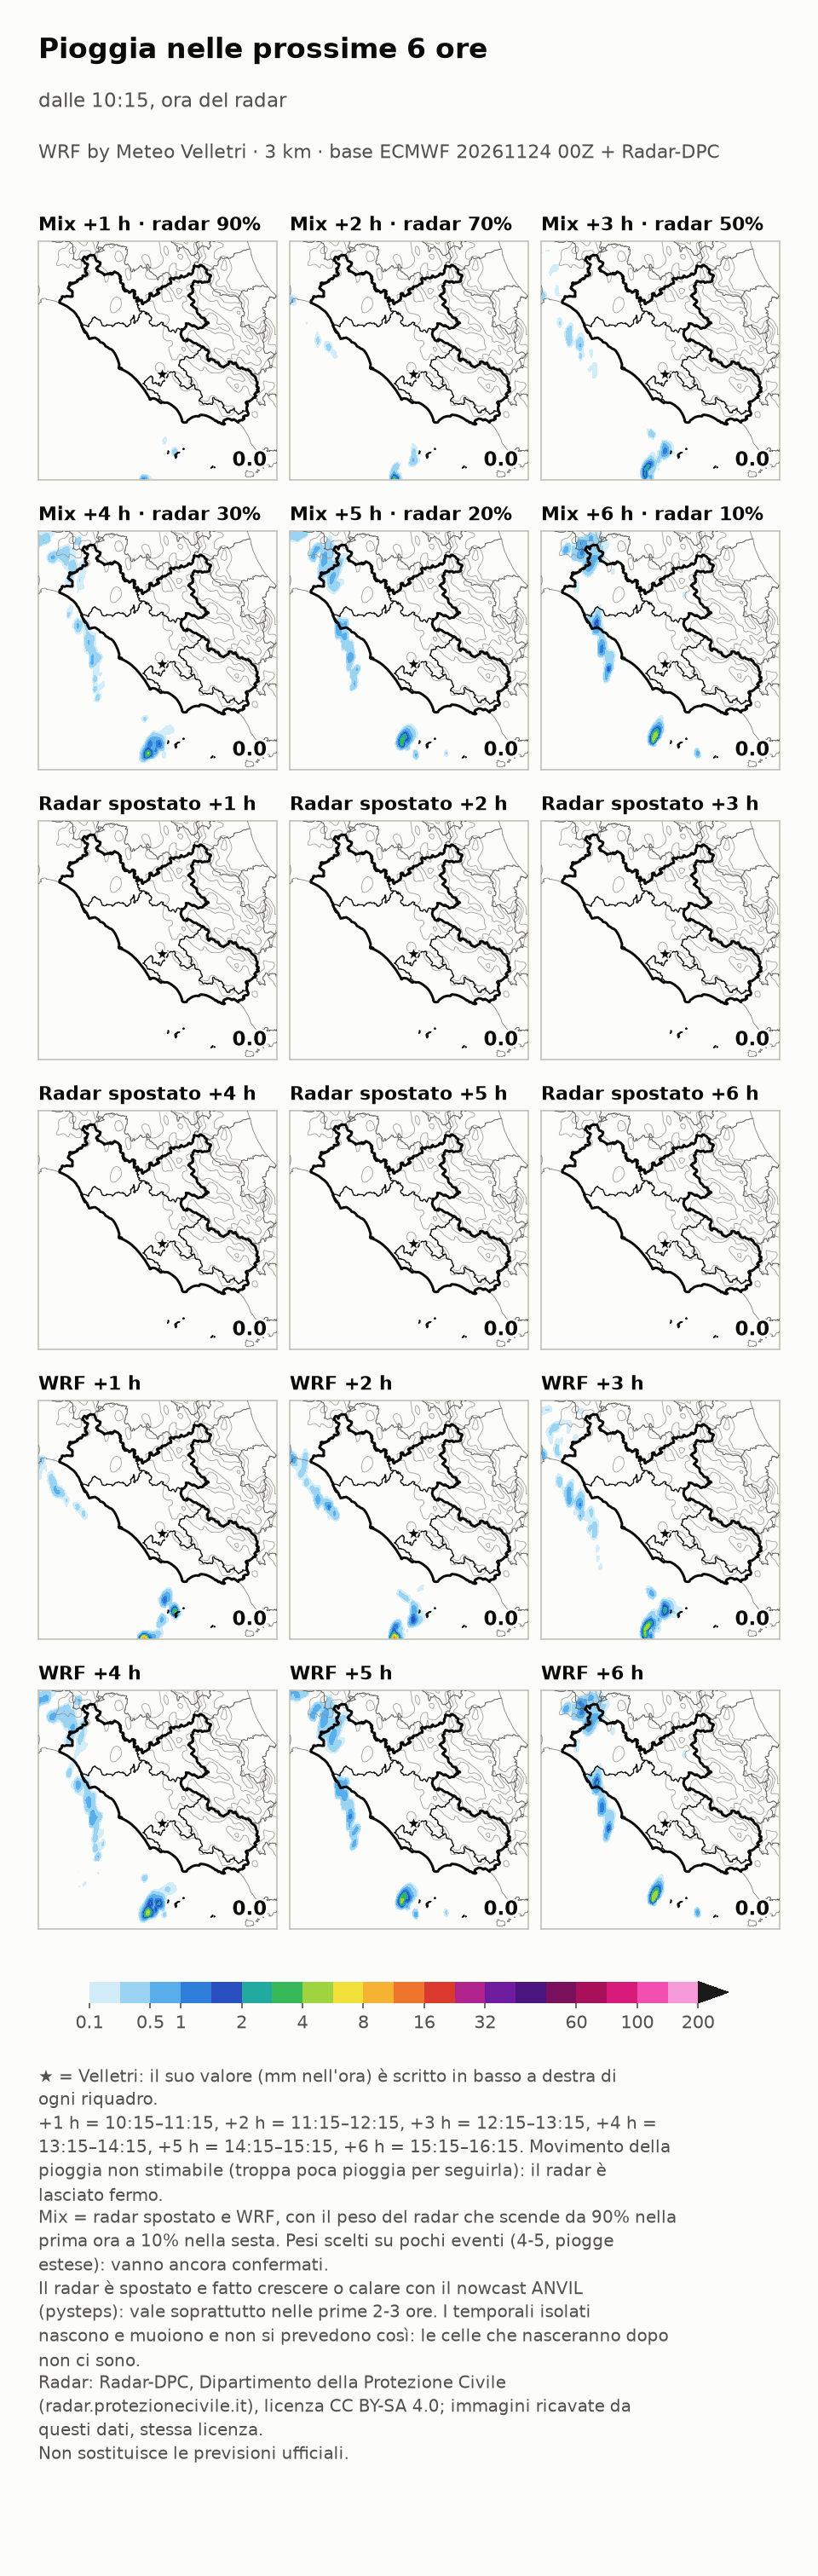 Pioggia nelle prossime 6 ore
dalle 10:15, ora del radar
WRF by Meteo Velletri · 3 km · base ECMWF 20261124 00Z + Radar-DPC
Mix +1 h · radar 90%
Mix +2 h · radar 70%
Mix +3 h · radar 50%
0.0
0.0
0.0
Mix +4 h · radar 30%
Mix +5 h · radar 20%
Mix +6 h · radar 10%
0.0
0.0
0.0
Radar spostato +1 h
Radar spostato +2 h
Radar spostato +3 h
0.0
0.0
0.0
Radar spostato +4 h
Radar spostato +5 h
Radar spostato +6 h
0.0
0.0
0.0
WRF +1 h
WRF +2 h
WRF +3 h
0.0
0.0
0.0
WRF +4 h
WRF +5 h
WRF +6 h
0.0
0.0
0.0
0.1 0.5 1 2 4 8 16 32 60 100 200
★ = Velletri: il suo valore (mm nell'ora) è scritto in basso a destra di
ogni riquadro.
+1 h = 10:15–11:15, +2 h = 11:15–12:15, +3 h = 12:15–13:15, +4 h =
13:15–14:15, +5 h = 14:15–15:15, +6 h = 15:15–16:15. Movimento della
pioggia non stimabile (troppa poca pioggia per seguirla): il radar è
lasciato fermo.
Mix = radar spostato e WRF, con il peso del radar che scende da 90% nella
prima ora a 10% nella sesta. Pesi scelti su pochi eventi (4-5, piogge
estese): vanno ancora confermati.
Il radar è spostato e fatto crescere o calare con il nowcast ANVIL
(pysteps): vale soprattutto nelle prime 2-3 ore. I temporali isolati
nascono e muoiono e non si prevedono così: le celle che nasceranno dopo
non ci sono.
Radar: Radar-DPC, Dipartimento della Protezione Civile
(radar.protezionecivile.it), licenza CC BY-SA 4.0; immagini ricavate da
questi dati, stessa licenza.
Non sostituisce le previsioni ufficiali.